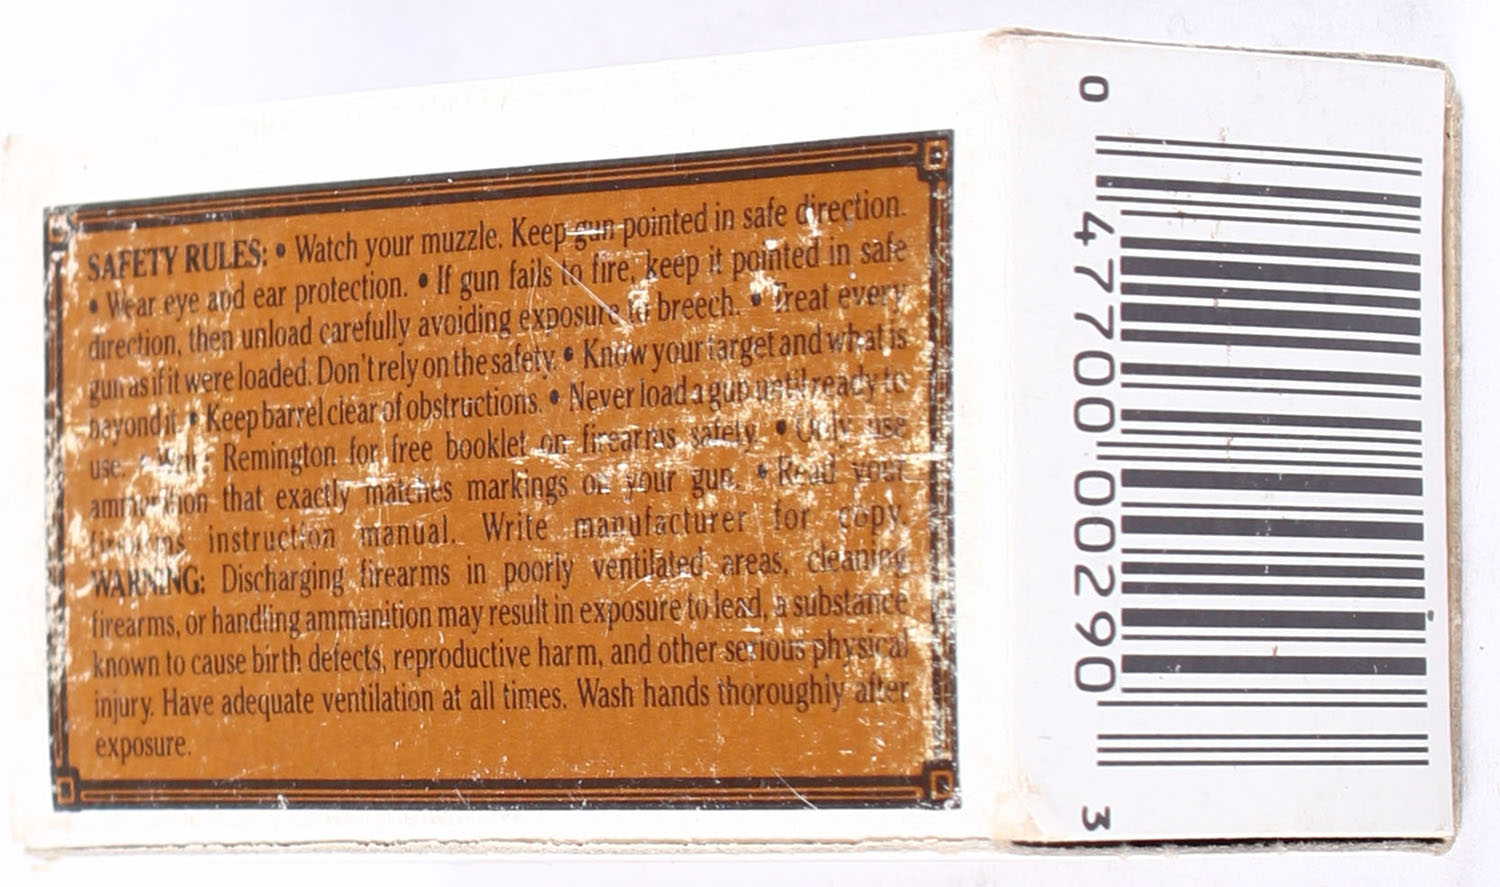 SAFETY RULES: • Watch your muzzle. Keep gun pointed in safe direction.
• Wear eye and ear protection. • If gun fails to fire, keep it pointed in safe
direction, then unload carefully avoiding exposure to breech. • Treat every
gun as if it were loaded. Don't rely on the safety. • Know your target and what is
beyond it. • Keep barrel clear of obstructions. • Never load a gun until ready to
use. • Write Remington for free booklet on firearms safety. • Only use
ammunition that exactly matches markings on your gun. • Read your
firearms instruction manual. Write manufacturer for copy.
WARNING: Discharging firearms in poorly ventilated areas, cleaning
firearms, or handling ammunition may result in exposure to lead, a substance
known to cause birth defects, reproductive harm, and other serious physical
injury. Have adequate ventilation at all times. Wash hands thoroughly after
exposure.
0 47700 00290 3